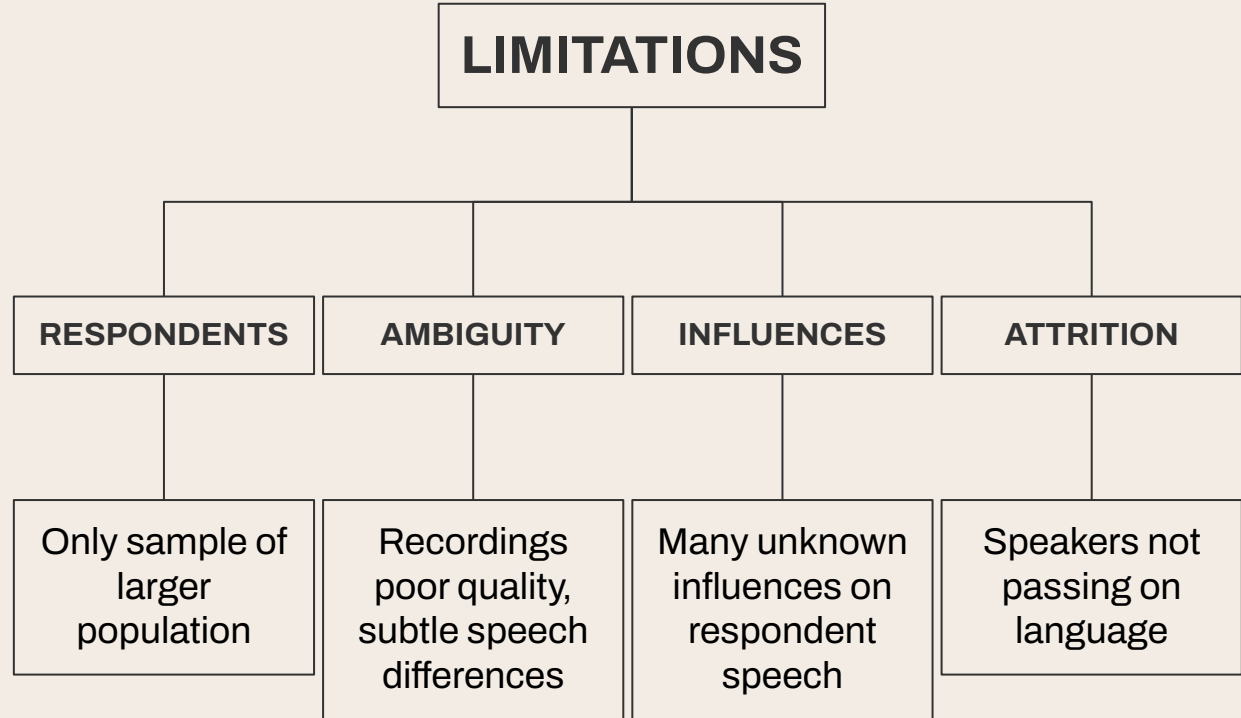 LIMITATIONS
RESPONDENTS
AMBIGUITY
INFLUENCES
ATTRITION
Only sample of
larger
population
Recordings
poor quality,
subtle speech
differences
Many unknown
influences on
respondent
speech
Speakers not
passing on
language